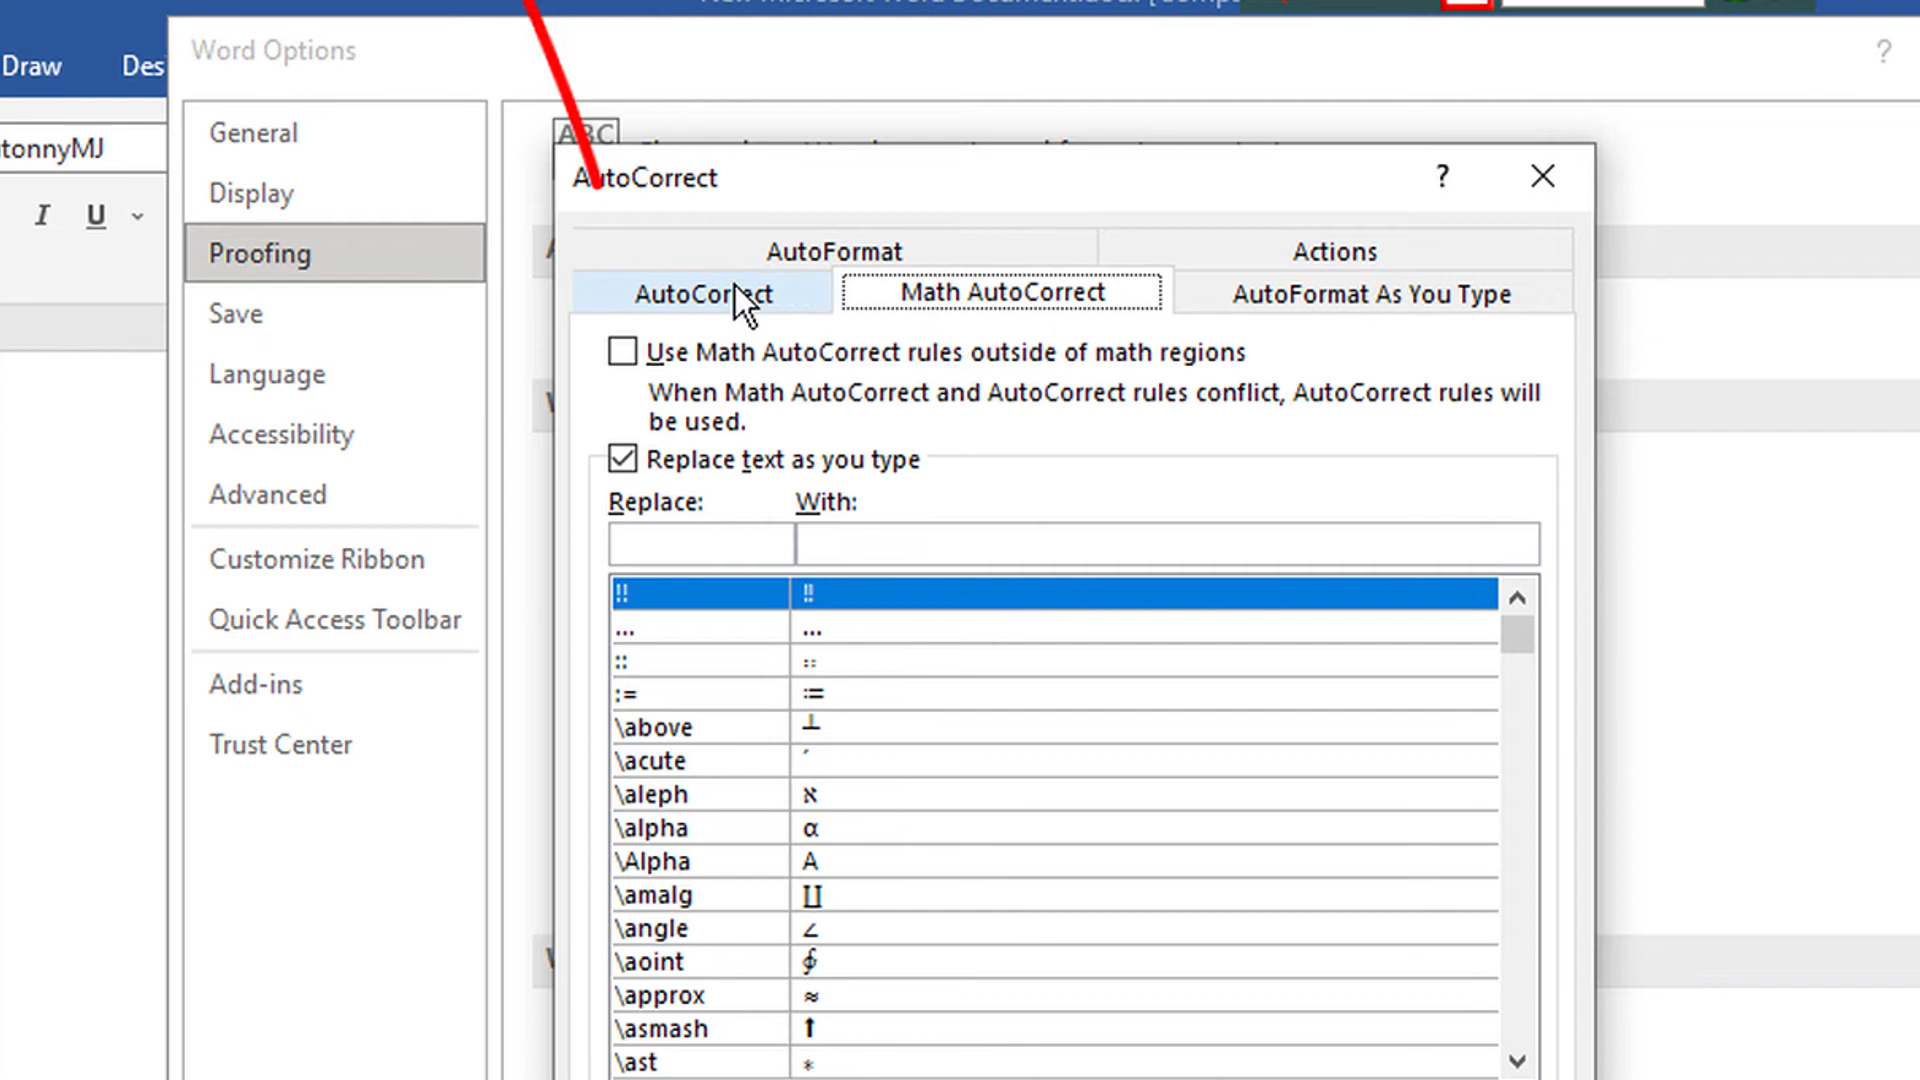 Word Options
?
Draw
Des
General
Display
Proofing
Save
Language
Accessibility
Advanced
Customize Ribbon
Quick Access Toolbar
Add-ins
Trust Center
tonnyMJ
I U
ABC
AutoCorrect
?
AutoFormat
Actions
AutoCorrect
Math AutoCorrect
AutoFormat As You Type
Use Math AutoCorrect rules outside of math regions
When Math AutoCorrect and AutoCorrect rules conflict, AutoCorrect rules will
be used.
Replace text as you type
Replace: With:
!! ‼
... …
:: ∷
:= ≔
\above ┴
\acute ́
\aleph ℵ
\alpha α
\Alpha Α
\amalg ∐
\angle ∠
\aoint ∳
\approx ≈
\asmash ⬆
\ast ∗